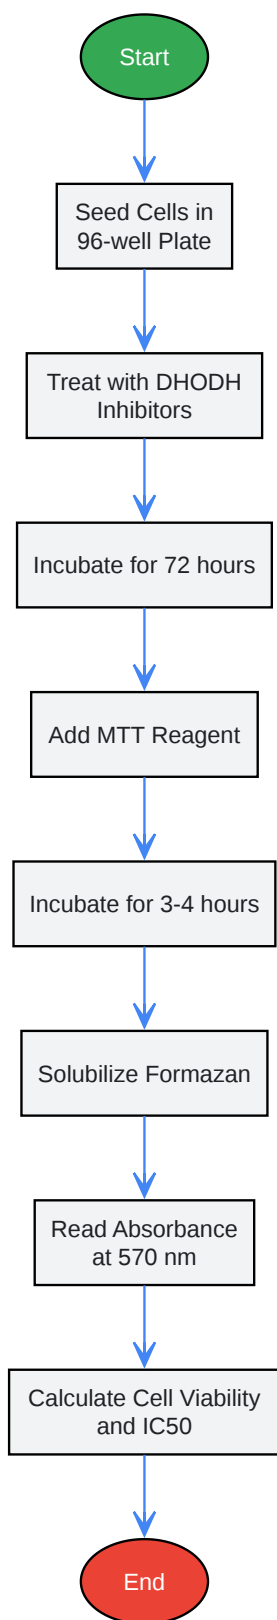 Start
Seed Cells in
96-well Plate
Treat with DHODH
Inhibitors
Incubate for 72 hours
Add MTT Reagent
Incubate for 3-4 hours
Solubilize Formazan
Read Absorbance
at 570 nm
Calculate Cell Viability
and IC50
End